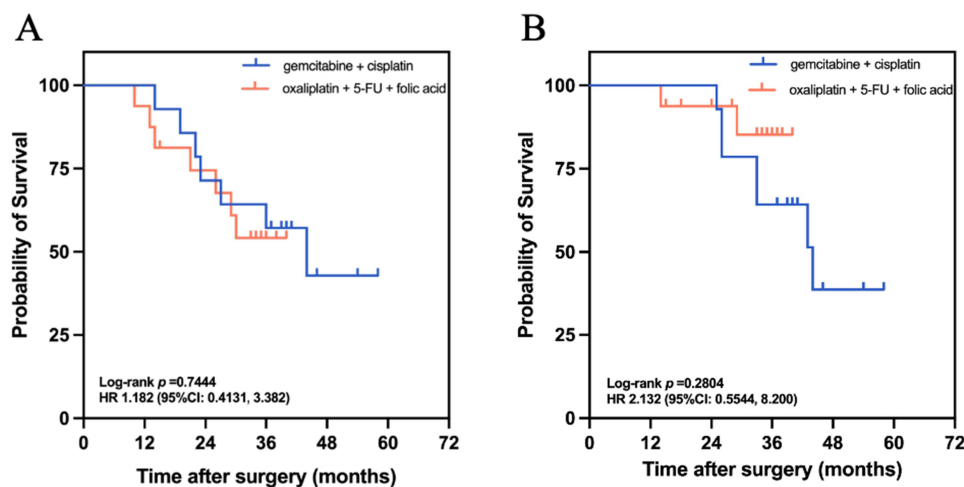 A
gemcitabine + cisplatin
oxaliplatin + 5-FU + folic acid
Probability of Survival
100
75
50
25
0
Log-rank p =0.7444
HR 1.182 (95%CI: 0.4131, 3.382)
0 12 24 36 48 60 72
Time after surgery (months)
B
gemcitabine + cisplatin
oxaliplatin + 5-FU + folic acid
Probability of Survival
100
75
50
25
0
Log-rank p =0.2804
HR 2.132 (95%CI: 0.5544, 8.200)
0 12 24 36 48 60 72
Time after surgery (months)